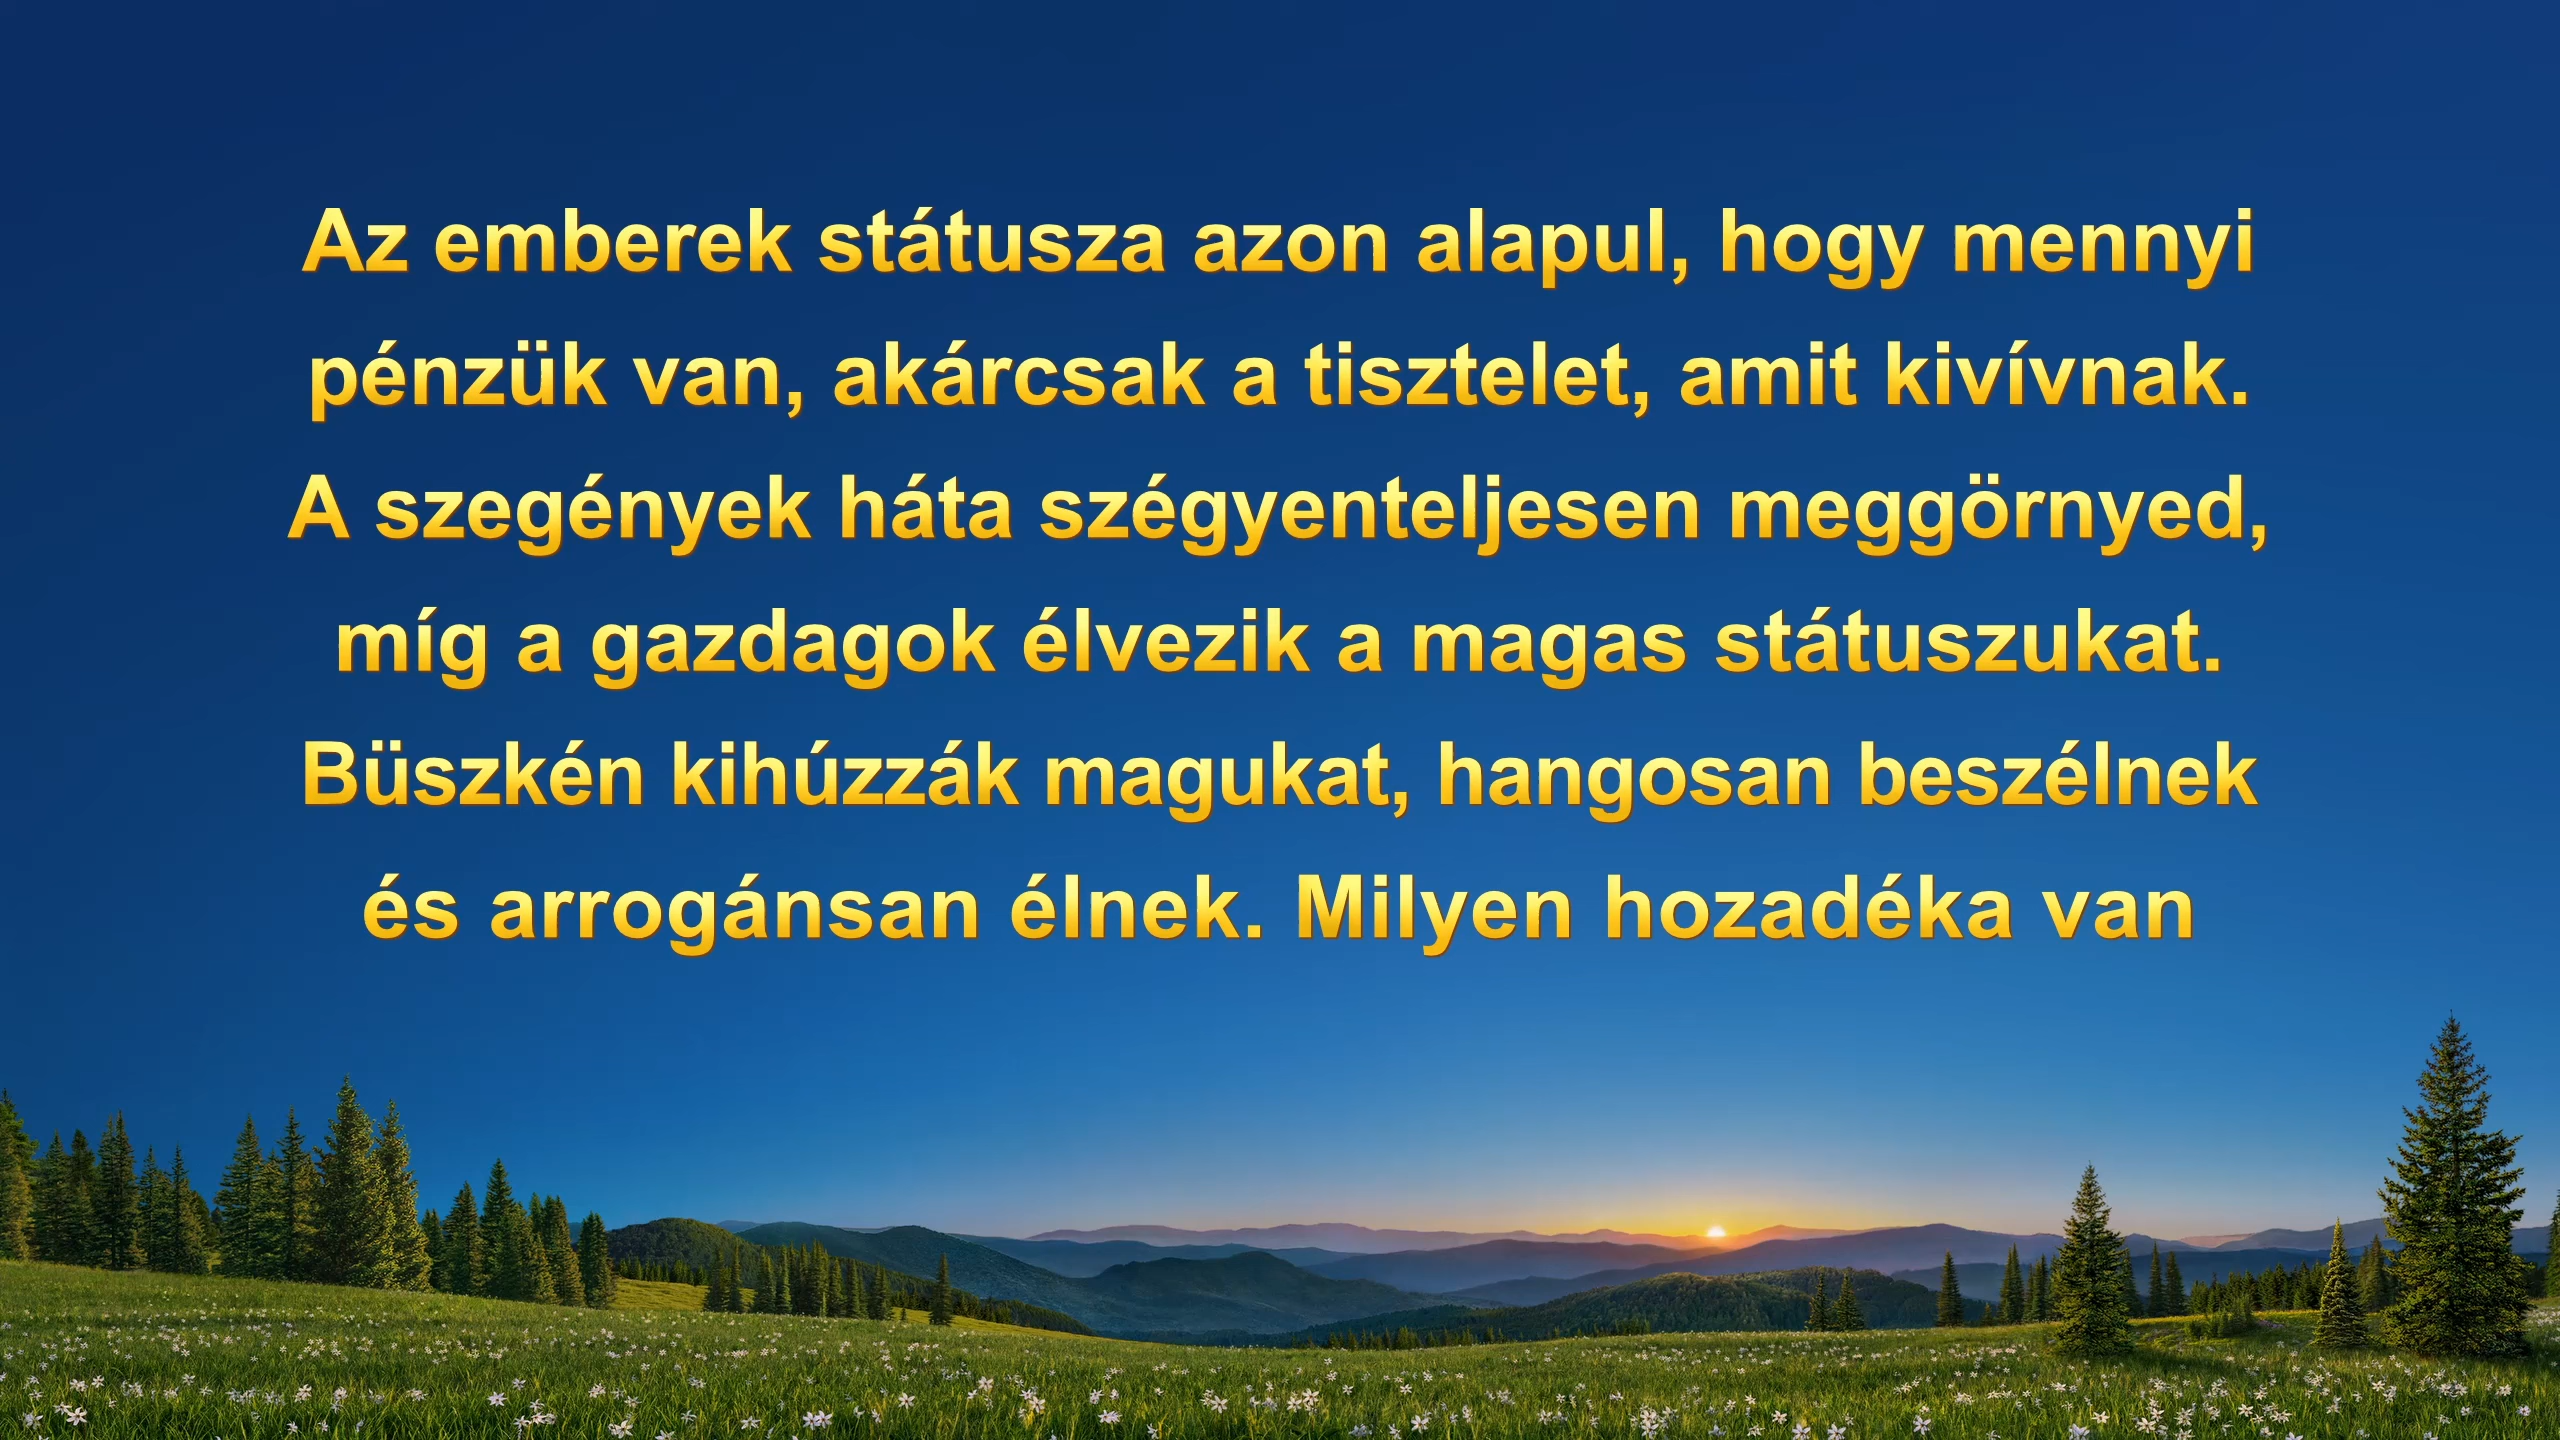 Az emberek státusza azon alapul, hogy mennyi
pénzük van, akárcsak a tisztelet, amit kivívnak.
A szegények háta szégyenteljesen meggörnyed,
míg a gazdagok élvezik a magas státuszukat.
Büszkén kihúzzák magukat, hangosan beszélnek
és arrogánsan élnek. Milyen hozadéka van